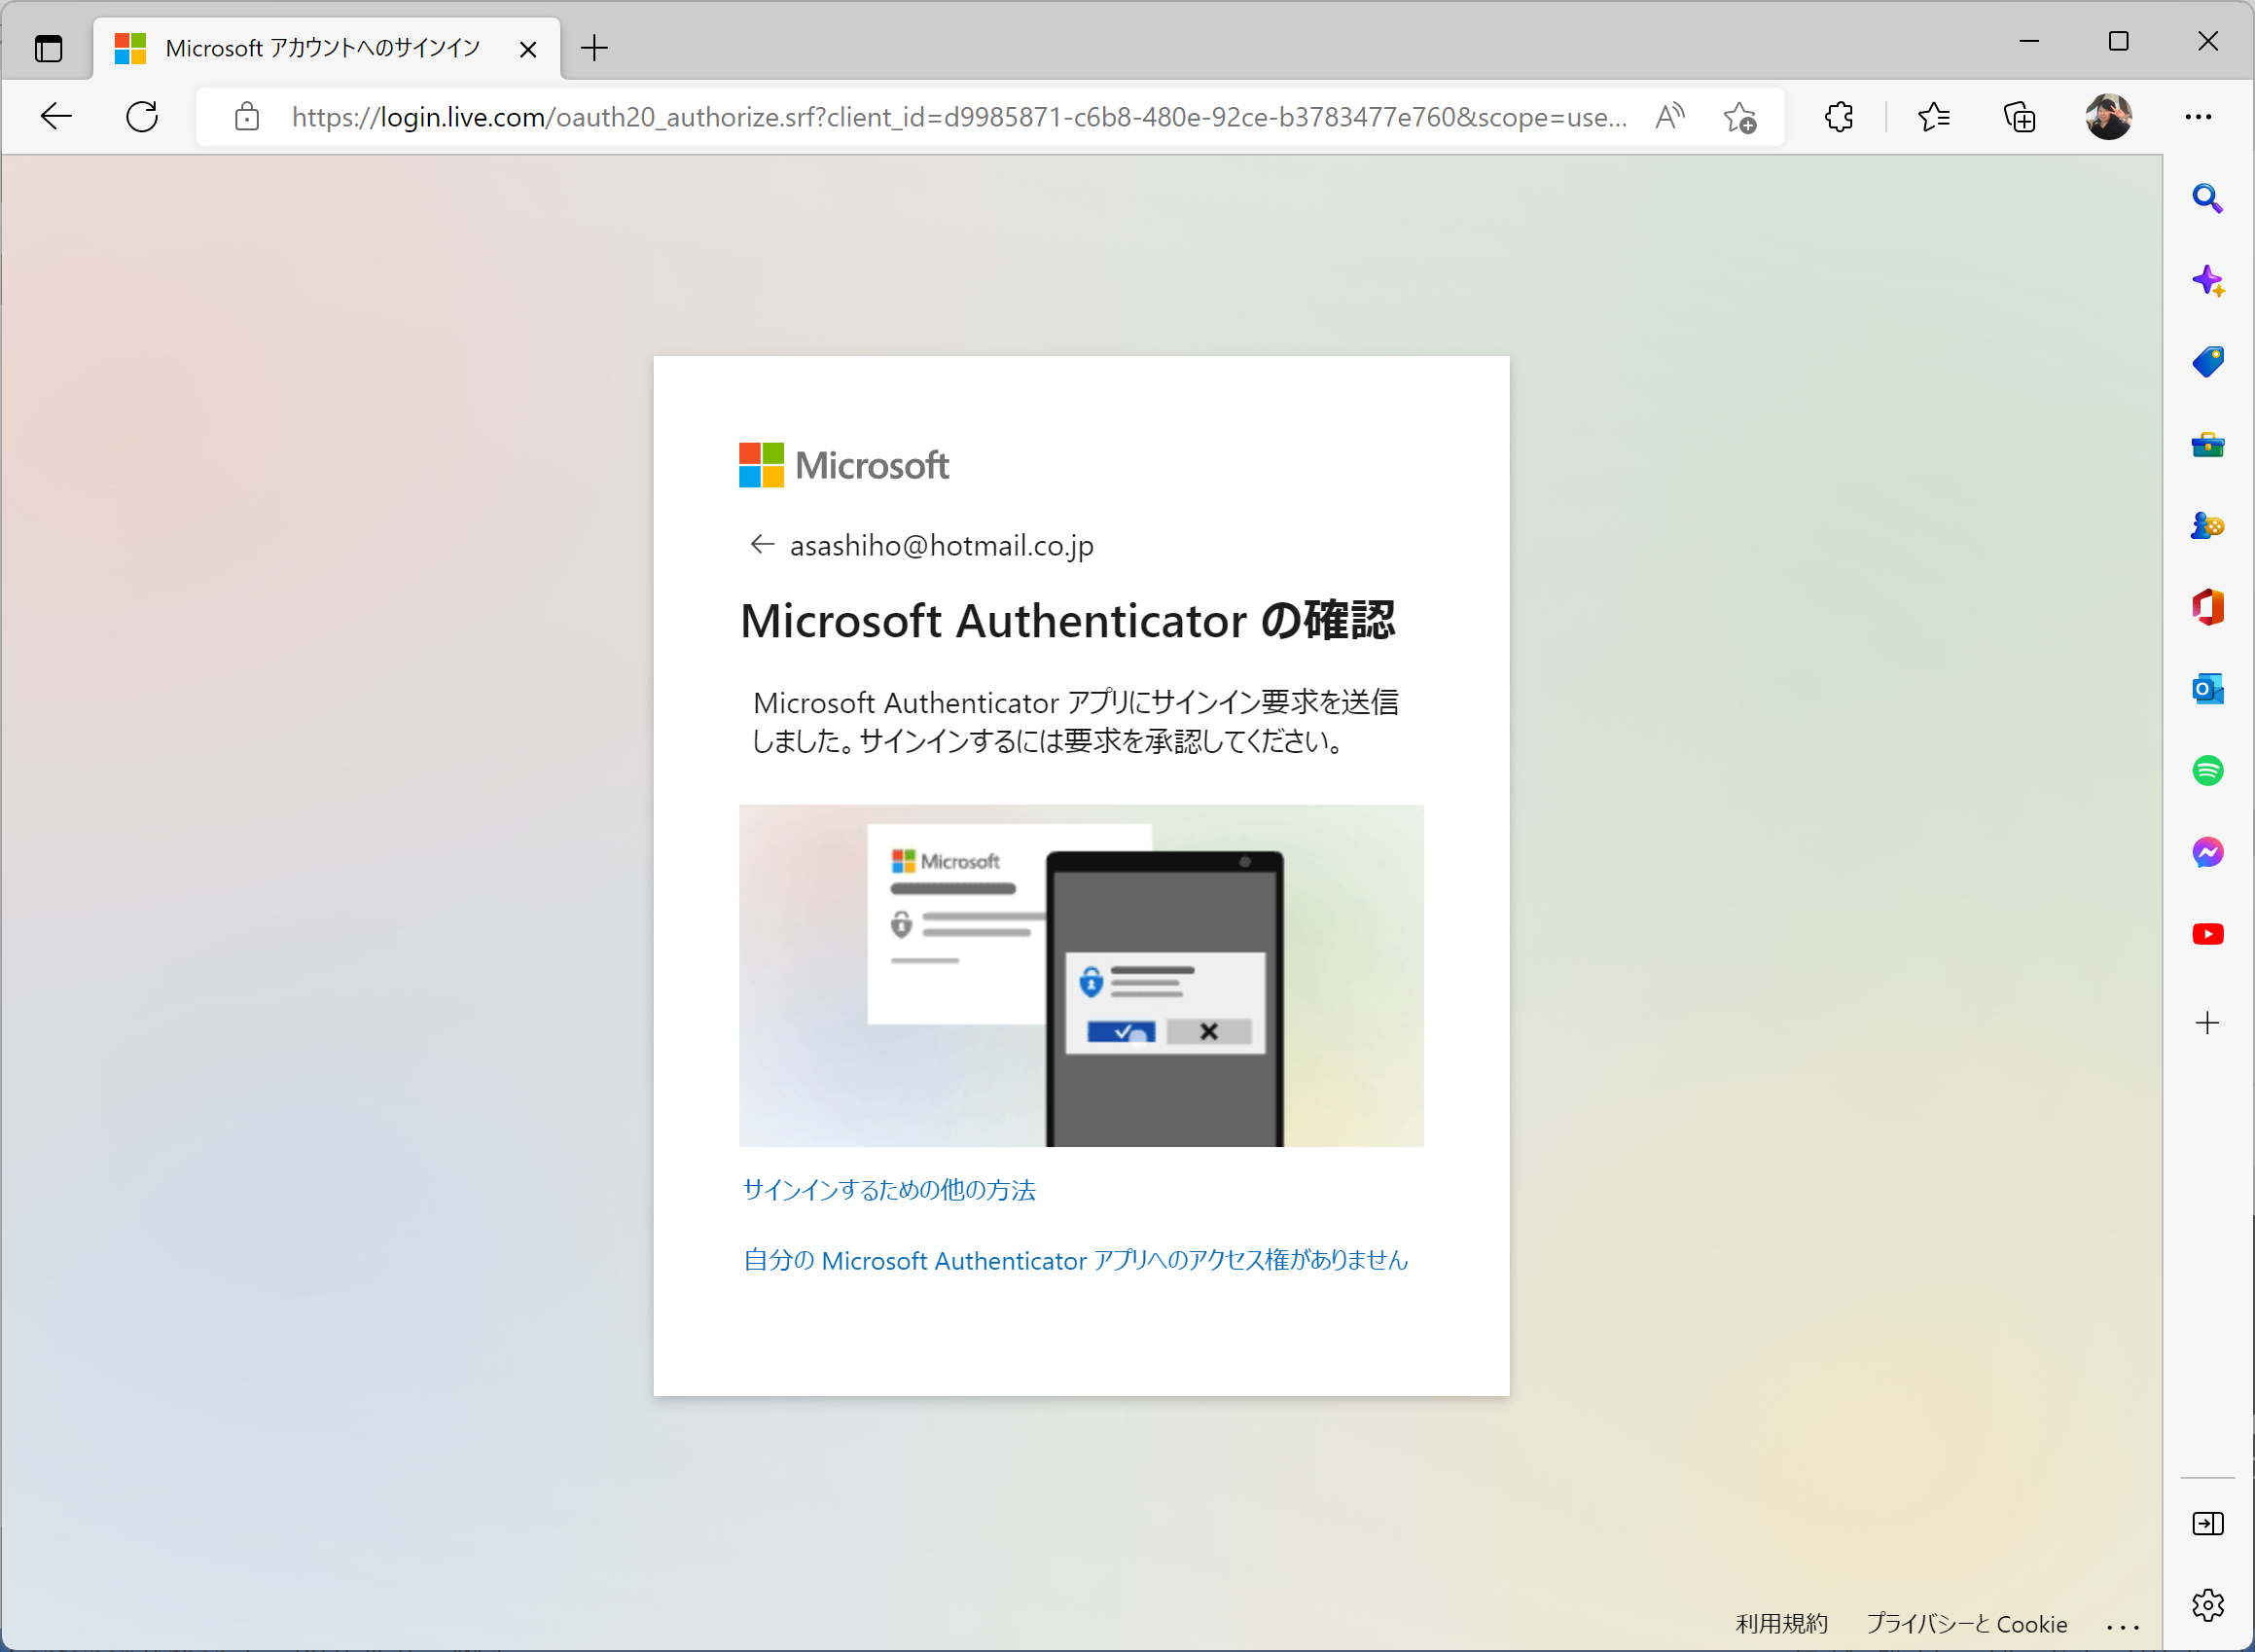 Microsoft アカウントへのサインイン
https://login.live.com/oauth20_authorize.srf?client_id=d9985871-c6b8-480e-92ce-b3783477e760&scope=use...
Microsoft
asashiho@hotmail.co.jp
Microsoft Authenticator の確認
Microsoft Authenticator アプリにサインイン要求を送信
しました。サインインするには要求を承認してください。
Microsoft
サインインするための他の方法
自分の Microsoft Authenticator アプリへのアクセス権がありません
利用規約 プライバシーと Cookie ...